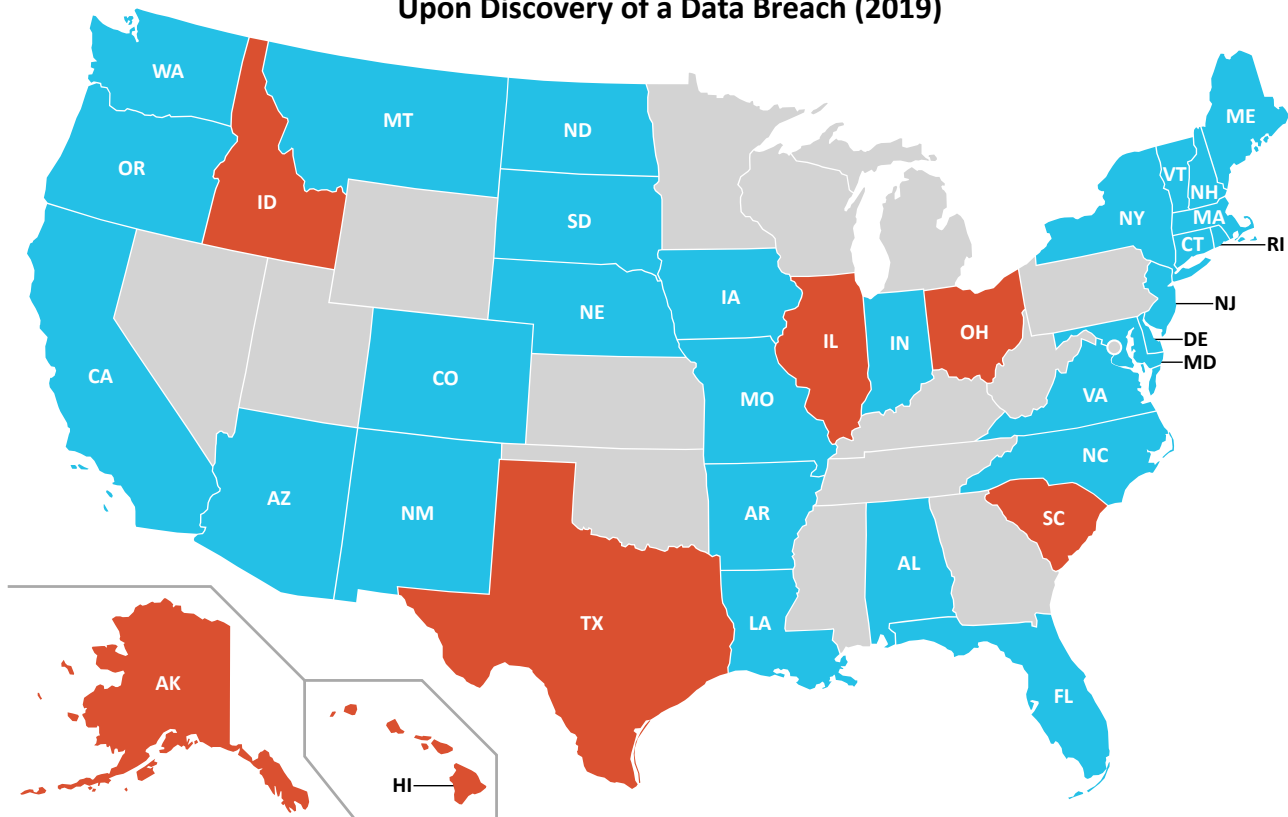 Upon Discovery of a Data Breach (2019)
WA
MT
ND
ME
OR
ID
SD
VT
NH
NY
MA
CT
RI
IA
NE
NJ
IL
IN
OH
DE
MD
CA
CO
MO
VA
NC
AZ
NM
AR
SC
AL
TX
LA
AK
FL
HI